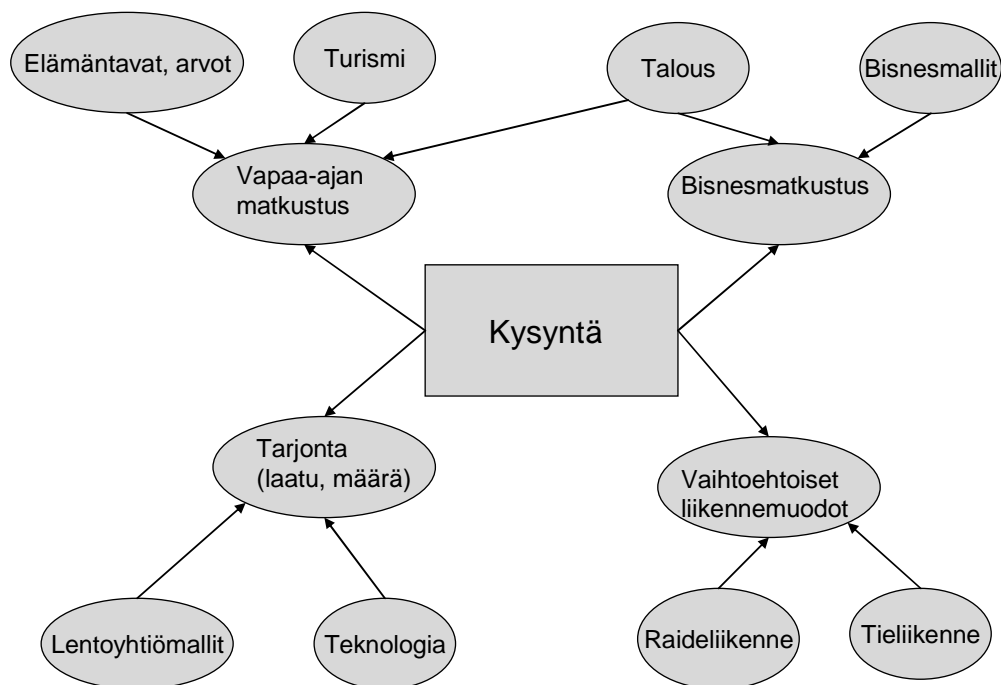 Elämäntavat, arvot
Turismi
Talous
Bisnesmallit
Vapaa-ajan
matkustus
Bisnesmatkustus
Kysyntä
Tarjonta
(laatu, määrä)
Vaihtoehtoiset
liikennemuodot
Lentoyhtiömallit
Teknologia
Raideliikenne
Tieliikenne